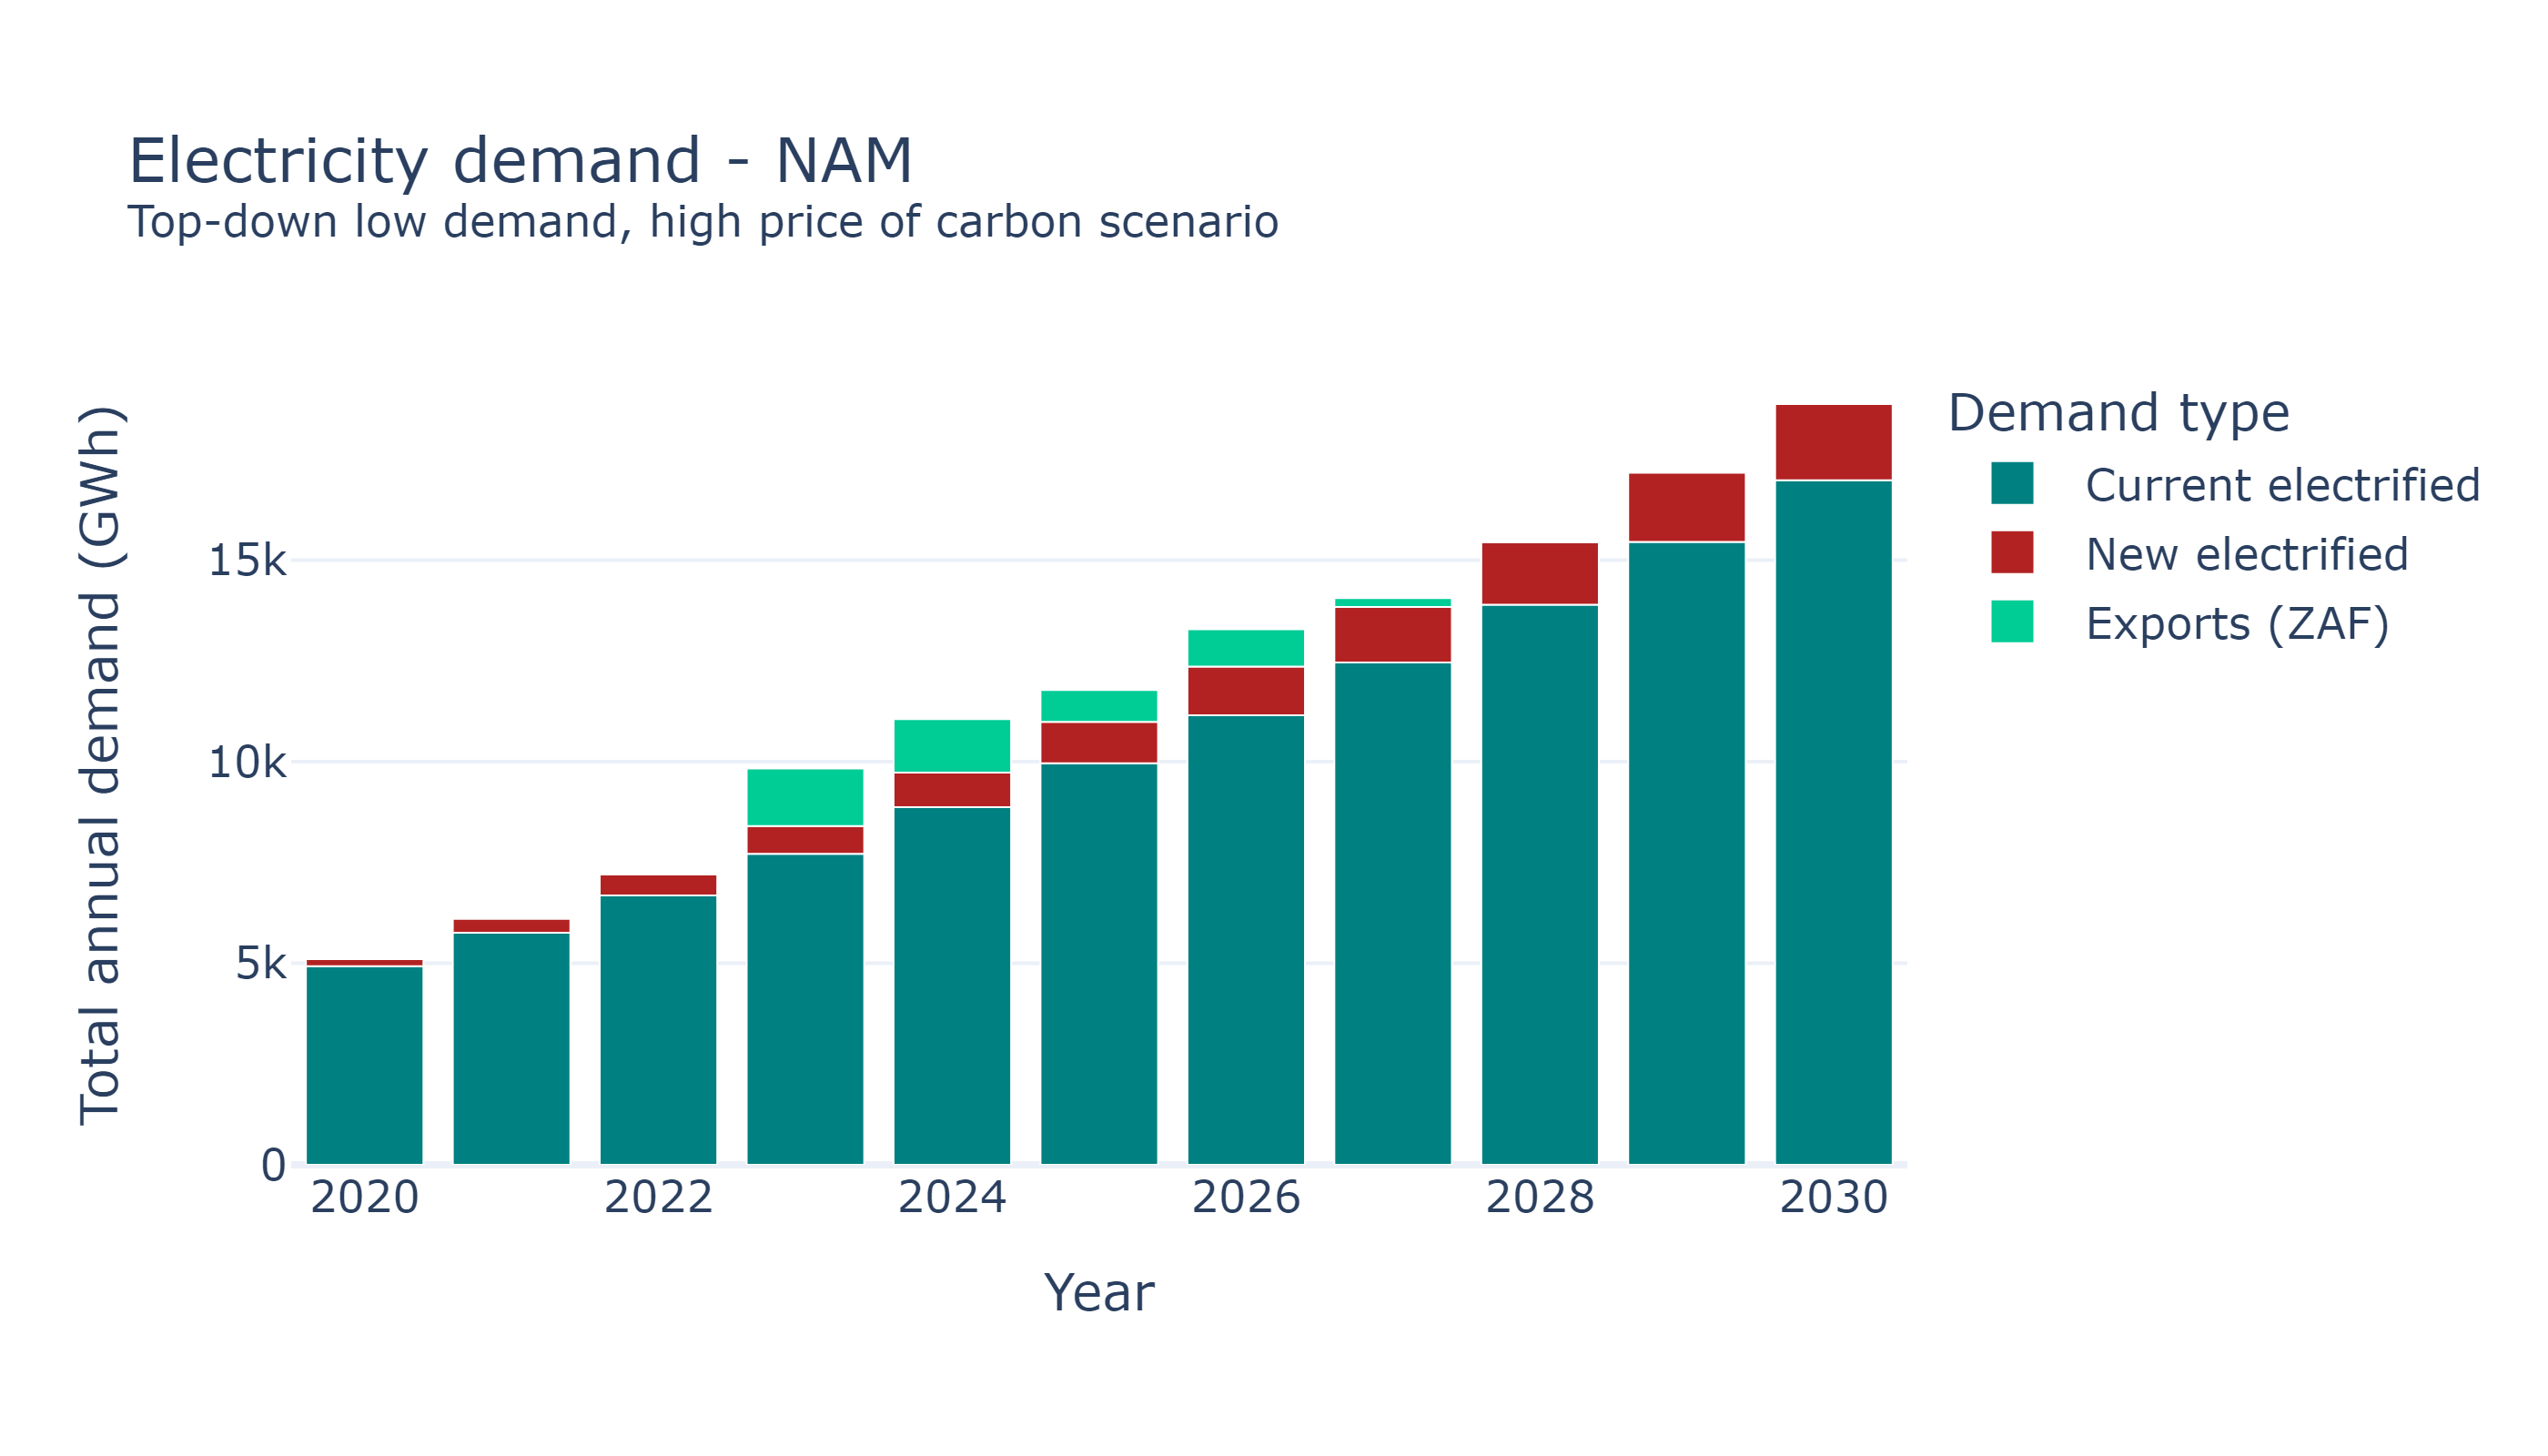 Electricity demand - NAM
Top-down low demand, high price of carbon scenario
Total annual demand (GWh)
15k
10k
5k
0
2020
2022
2024
2026
2028
2030
Year
Demand type
Current electrified
New electrified
Exports (ZAF)